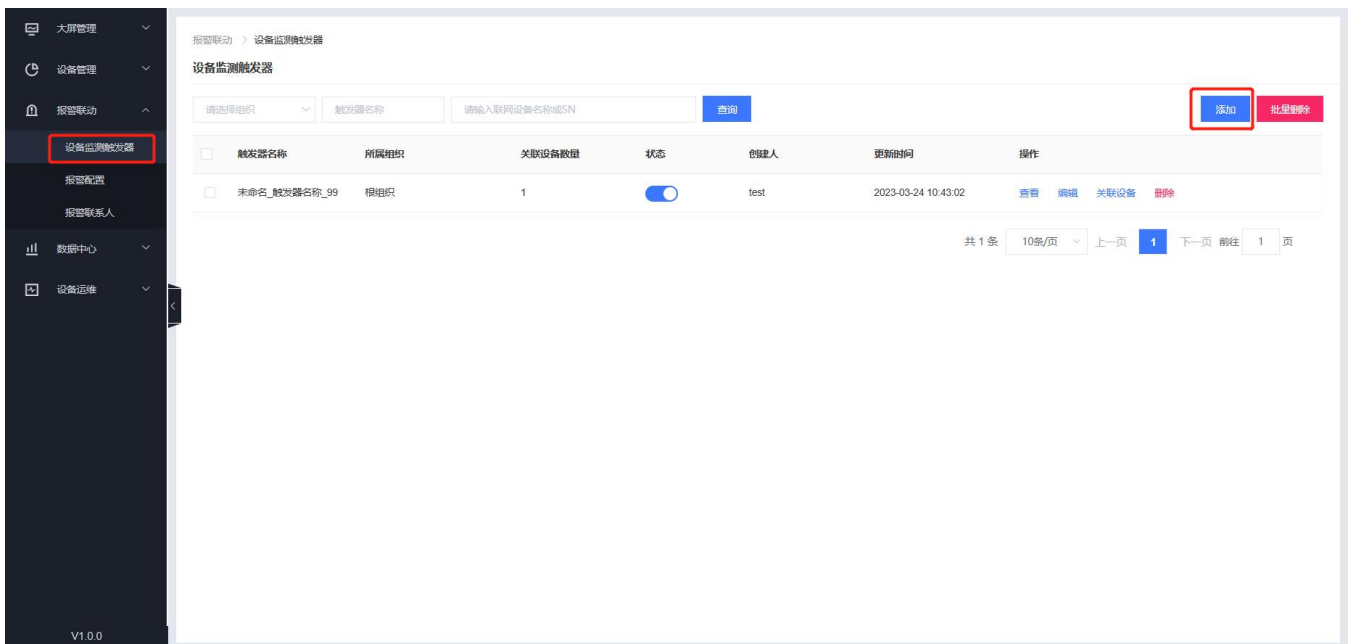 大屏管理
设备管理
报警联动
设备监测触发器
报警配置
报警联系人
数据中心
设备运维
V1.0.0
报警联动 > 设备监测触发器
设备监测触发器
请选择组织 触发器名称 请输入联网设备名称或SN 查询 添加 批量删除
触发器名称 所属组织 关联设备数量 状态 创建人 更新时间 操作
未命名_触发器名称_99 根组织 1 test 2023-03-24 10:43:02 查看 编辑 关联设备 删除
共 1 条 10条/页 上一页 1 下一页 前往 1 页